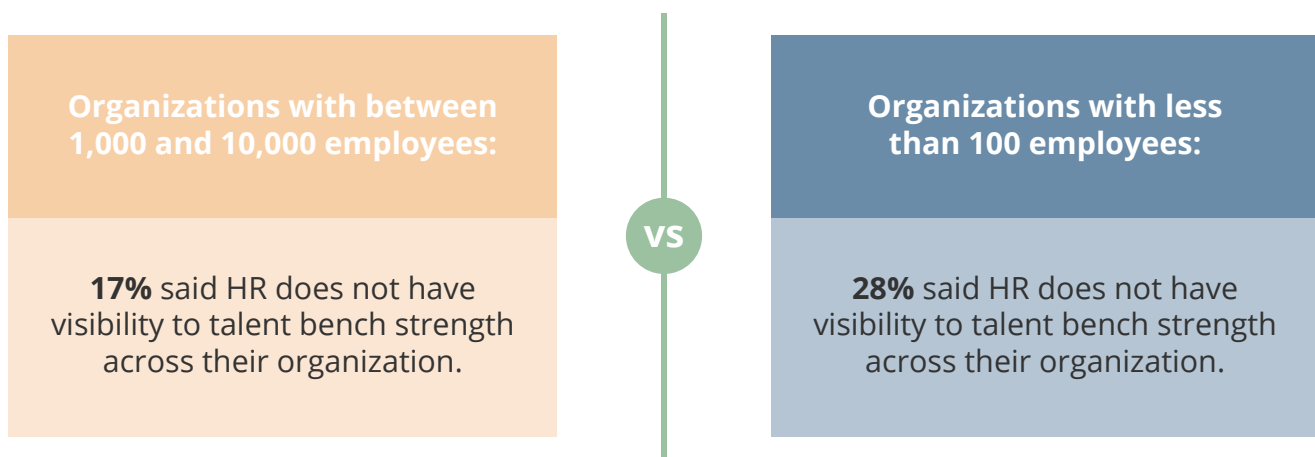 Organizations with between
1,000 and 10,000 employees:
17% said HR does not have
visibility to talent bench strength
across their organization.
VS
Organizations with less
than 100 employees:
28% said HR does not have
visibility to talent bench strength
across their organization.